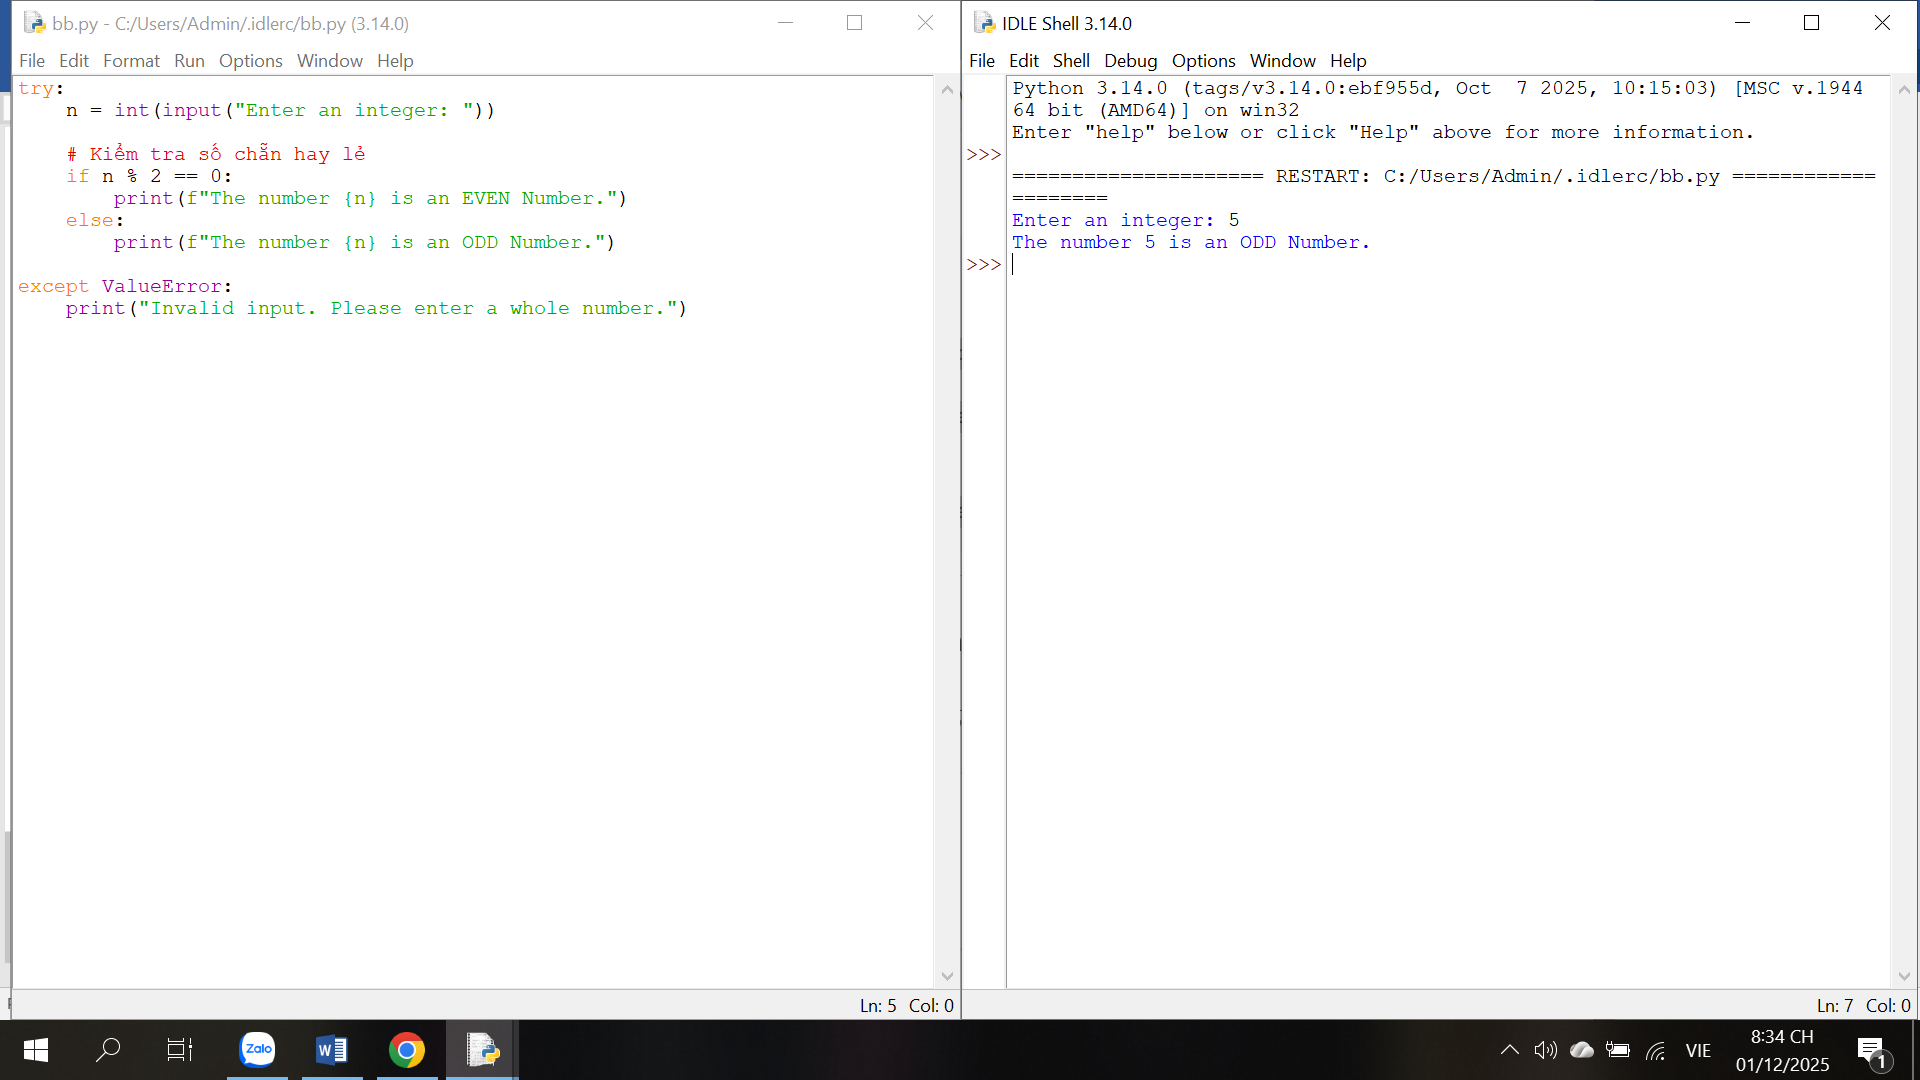 bb.py - C:/Users/Admin/.idlerc/bb.py (3.14.0)
File Edit Format Run Options Window Help
try:
    n = int(input("Enter an integer: "))

    # Kiểm tra số chẵn hay lẻ
    if n % 2 == 0:
        print(f"The number {n} is an EVEN Number.")
    else:
        print(f"The number {n} is an ODD Number.")

except ValueError:
    print("Invalid input. Please enter a whole number.")
Ln: 5 Col: 0
IDLE Shell 3.14.0
File Edit Shell Debug Options Window Help
Python 3.14.0 (tags/v3.14.0:ebf955d, Oct  7 2025, 10:15:03) [MSC v.1944
64 bit (AMD64)] on win32
Enter "help" below or click "Help" above for more information.
>>>
===================== RESTART: C:/Users/Admin/.idlerc/bb.py ============
========
Enter an integer: 5
The number 5 is an ODD Number.
>>>
Ln: 7 Col: 0
Zalo
W
VIE
8:34 CH
01/12/2025
1